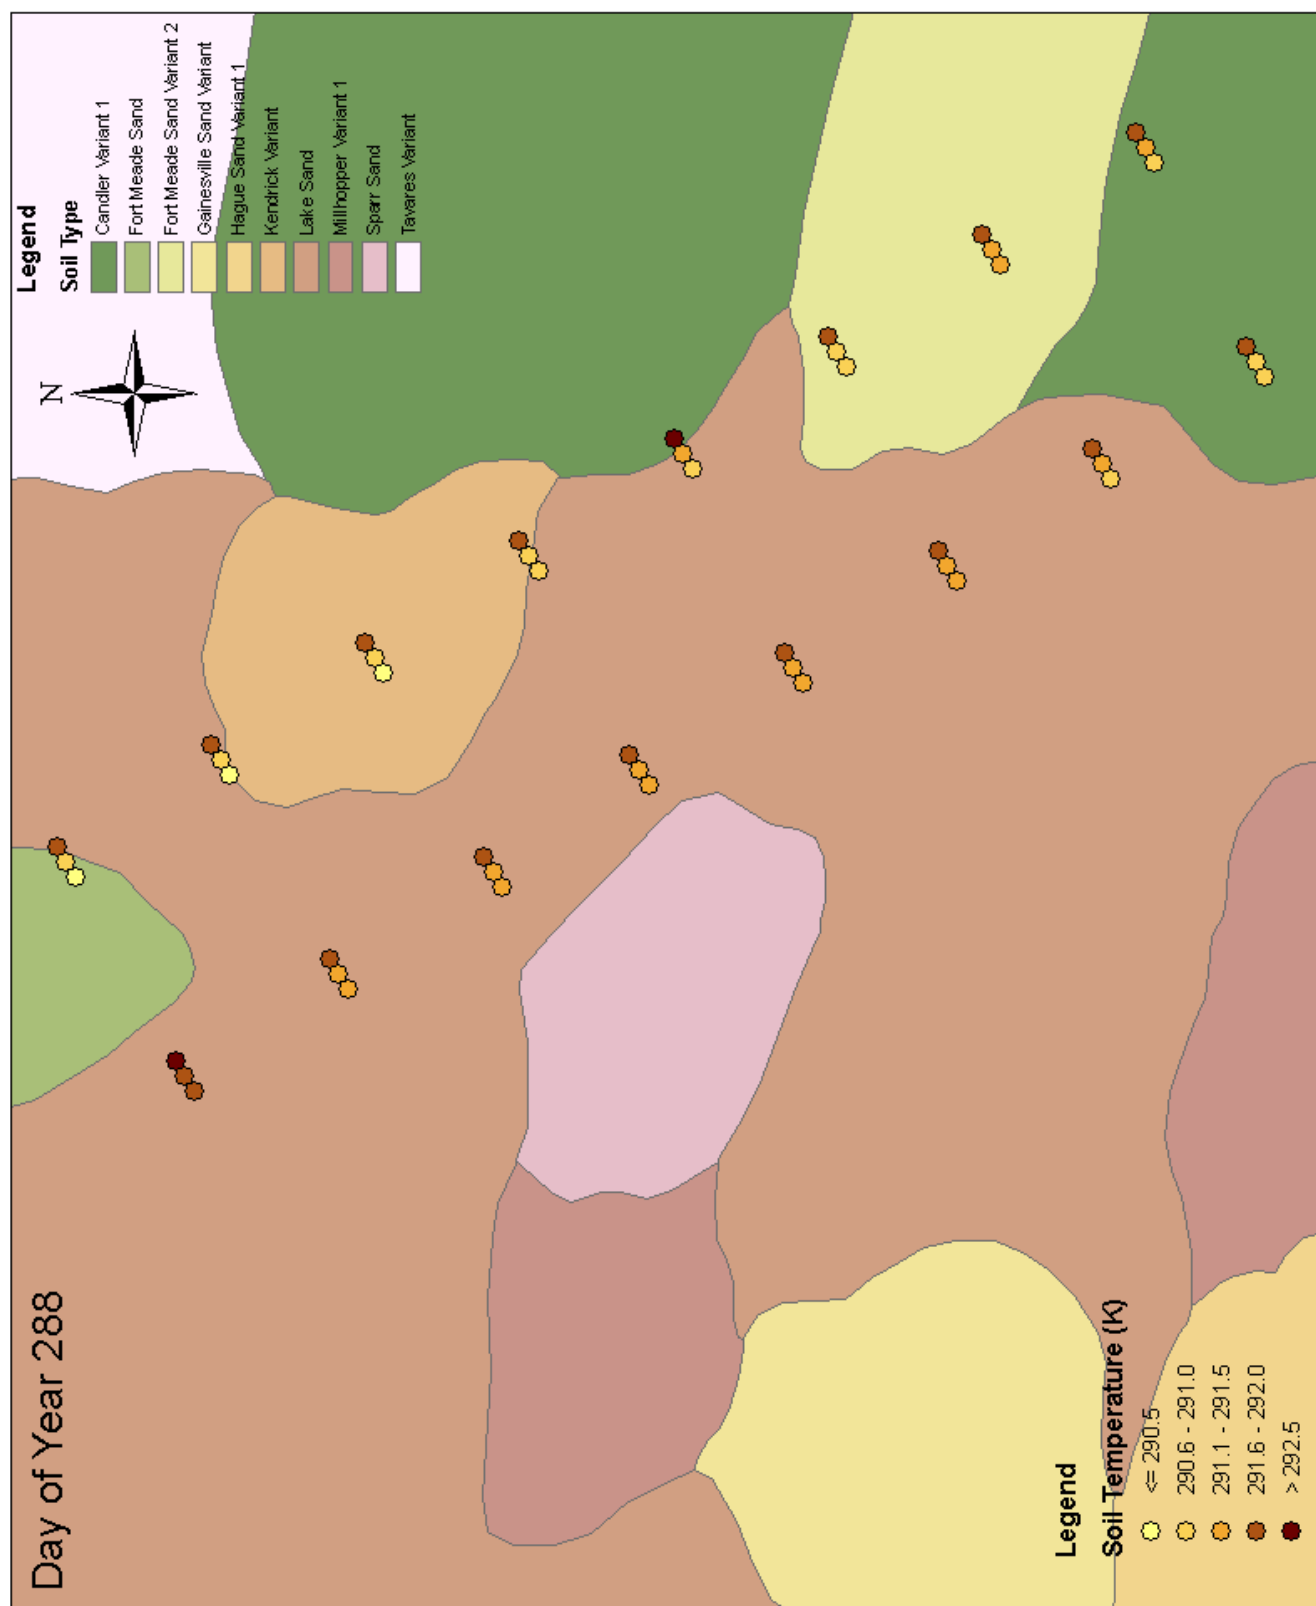 Day of Year 288
N
Legend
Soil Type
Candler Variant 1
Fort Meade Sand
Fort Meade Sand Variant 2
Gainesville Sand Variant
Hague Sand Variant 1
Kendrick Variant
Lake Sand
Millhopper Variant 1
Sparr Sand
Tavares Variant
Legend
Soil Temperature (K)
<= 290.5
290.6 - 291.0
291.1 - 291.5
291.6 - 292.0
> 292.5